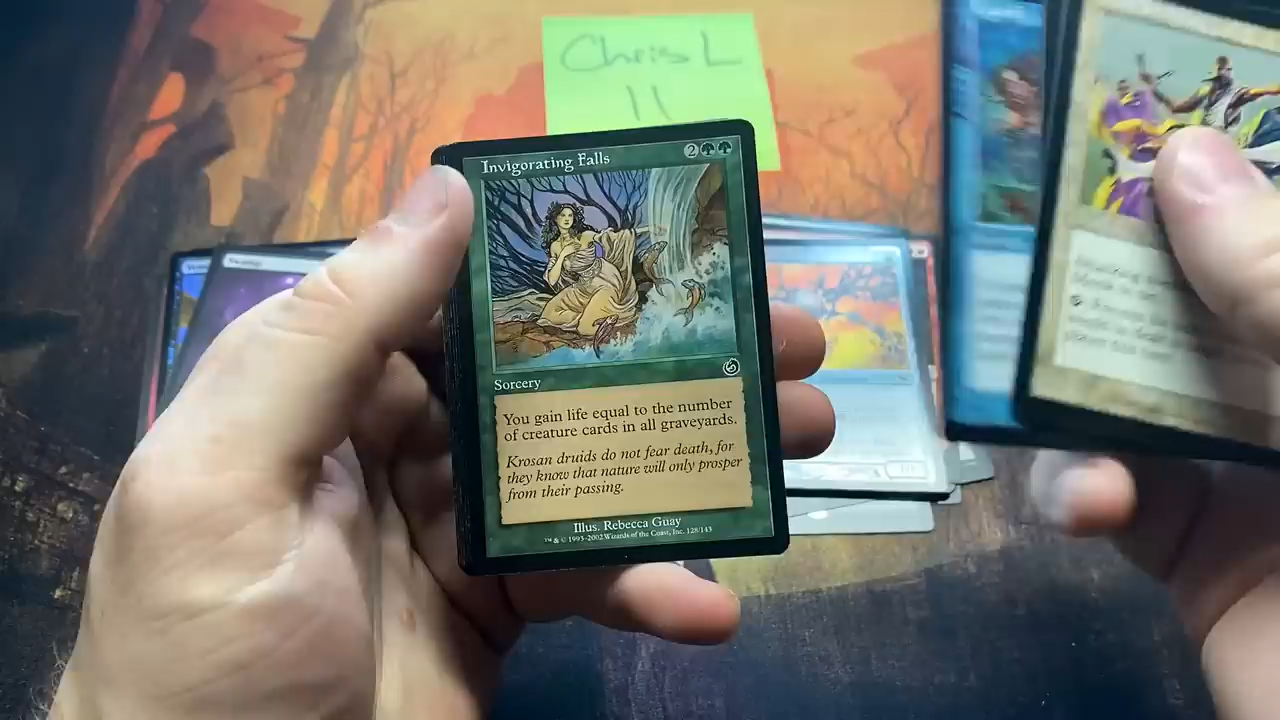 Chris L
11
Invigorating Falls 2
Sorcery
You gain life equal to the number
of creature cards in all graveyards.
Krosan druids do not fear death, for
they know that nature will only prosper
from their passing.
Illus. Rebecca Guay
™ & © 1993-2002 Wizards of the Coast, Inc. 128/143
Swamp